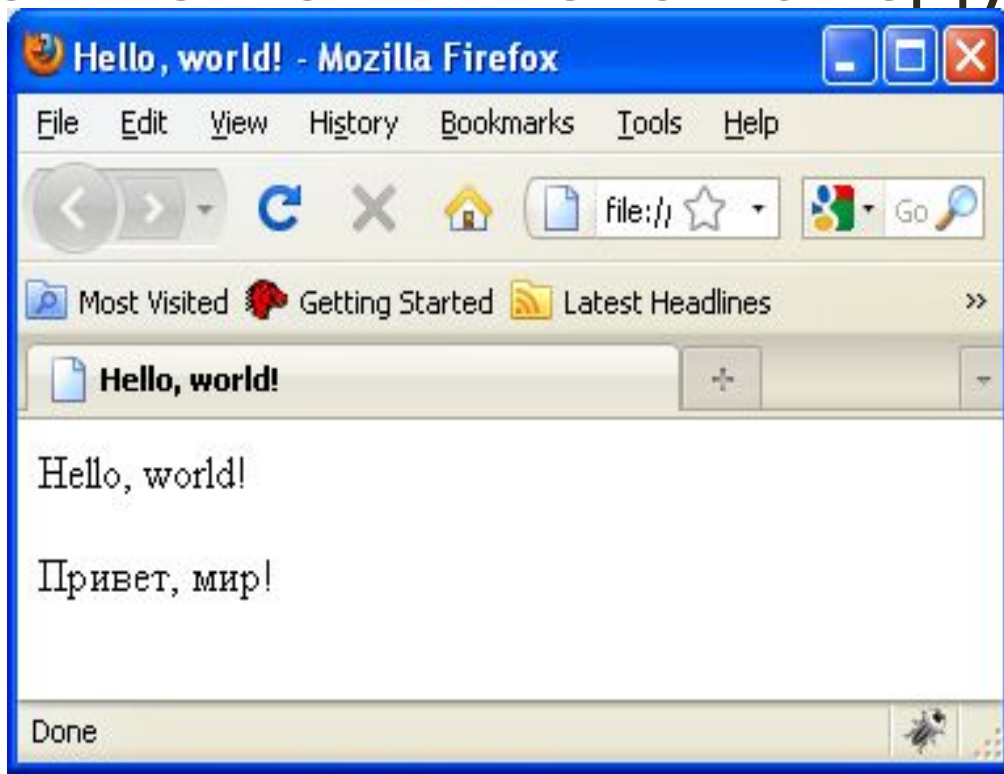 Hello, world! - Mozilla Firefox
File Edit View History Bookmarks Tools Help
file:// Go
Most Visited Getting Started Latest Headlines »
Hello, world!
Hello, world!
Привет, мир!
Done